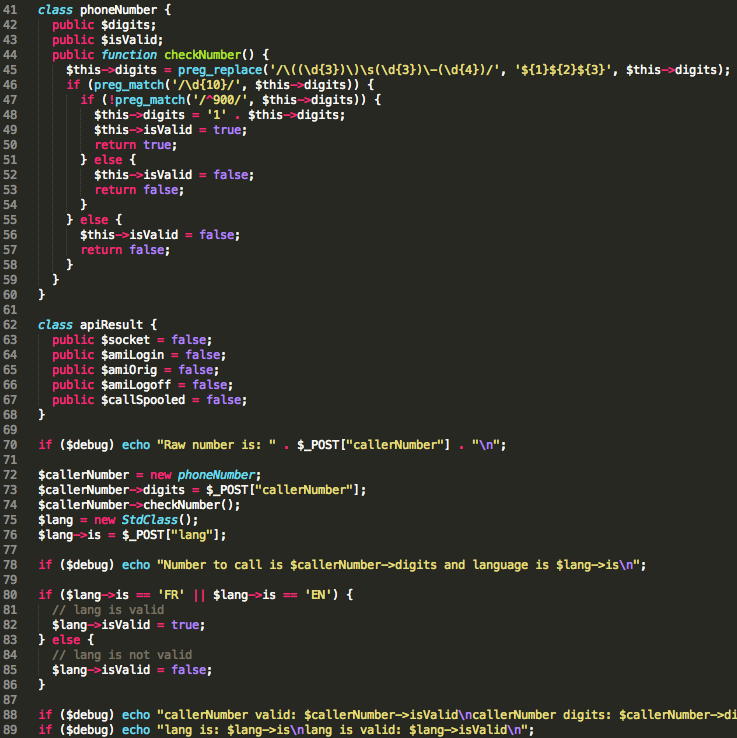 41 class phoneNumber {
42 public $digits;
43 public $isValid;
44 public function checkNumber() {
45 $this->digits = preg_replace('/\((\d{3})\)\s(\d{3})\-(\d{4})/', '${1}${2}${3}', $this->digits);
46 if (preg_match('/\d{10}/', $this->digits)) {
47 if (!preg_match('/^900/', $this->digits)) {
48 $this->digits = '1' . $this->digits;
49 $this->isValid = true;
50 return true;
51 } else {
52 $this->isValid = false;
53 return false;
54 }
55 } else {
56 $this->isValid = false;
57 return false;
58 }
59 }
60 }
61
62 class apiResult {
63 public $socket = false;
64 public $amiLogin = false;
65 public $amiOrig = false;
66 public $amiLogoff = false;
67 public $callSpooled = false;
68 }
69
70 if ($debug) echo "Raw number is: " . $_POST["callerNumber"] . "\n";
71
72 $callerNumber = new phoneNumber;
73 $callerNumber->digits = $_POST["callerNumber"];
74 $callerNumber->checkNumber();
75 $lang = new StdClass();
76 $lang->is = $_POST["lang"];
77
78 if ($debug) echo "Number to call is $callerNumber->digits and language is $lang->is\n";
79
80 if ($lang->is == 'FR' || $lang->is == 'EN') {
81 // lang is valid
82 $lang->isValid = true;
83 } else {
84 // lang is not valid
85 $lang->isValid = false;
86 }
87
88 if ($debug) echo "callerNumber valid: $callerNumber->isValid\ncallerNumber digits: $callerNumber->di
89 if ($debug) echo "lang is: $lang->is\nlang is valid: $lang->isValid\n";